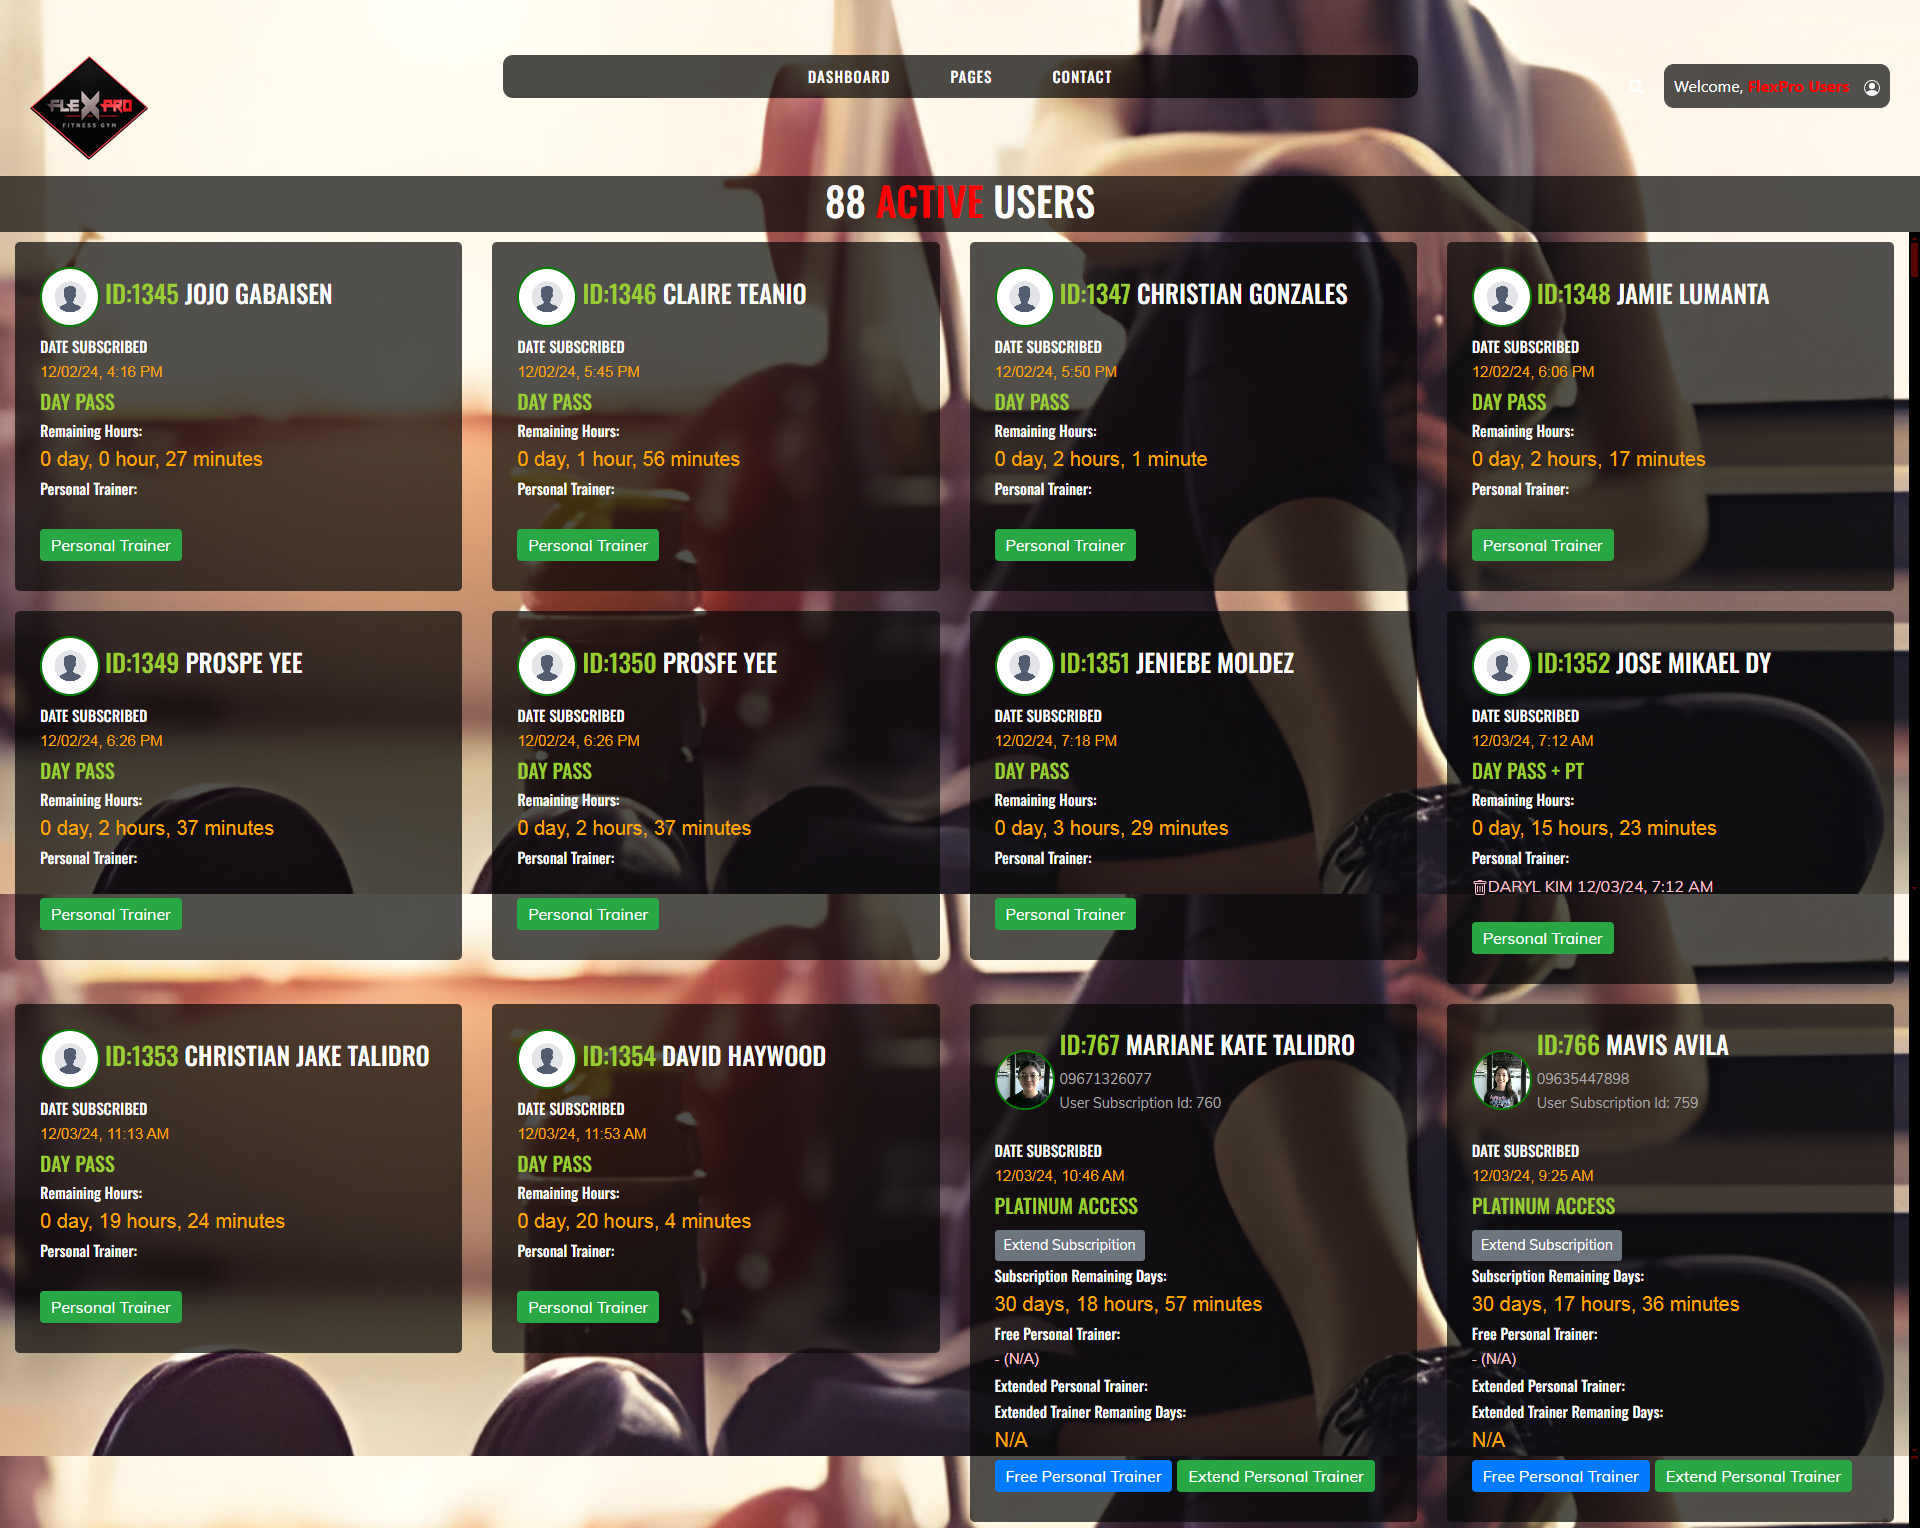 FLEXPRO
FITNESS GYM
DASHBOARD PAGES CONTACT
Welcome, FlexPro Users
88 ACTIVE USERS
ID:1345 JOJO GABAISEN
DATE SUBSCRIBED
12/02/24, 4:16 PM
DAY PASS
Remaining Hours:
0 day, 0 hour, 27 minutes
Personal Trainer:
Personal Trainer
ID:1346 CLAIRE TEANIO
DATE SUBSCRIBED
12/02/24, 5:45 PM
DAY PASS
Remaining Hours:
0 day, 1 hour, 56 minutes
Personal Trainer:
Personal Trainer
ID:1347 CHRISTIAN GONZALES
DATE SUBSCRIBED
12/02/24, 5:50 PM
DAY PASS
Remaining Hours:
0 day, 2 hours, 1 minute
Personal Trainer:
Personal Trainer
ID:1348 JAMIE LUMANTA
DATE SUBSCRIBED
12/02/24, 6:06 PM
DAY PASS
Remaining Hours:
0 day, 2 hours, 17 minutes
Personal Trainer:
Personal Trainer
ID:1349 PROSPE YEE
DATE SUBSCRIBED
12/02/24, 6:26 PM
DAY PASS
Remaining Hours:
0 day, 2 hours, 37 minutes
Personal Trainer:
Personal Trainer
ID:1350 PROSFE YEE
DATE SUBSCRIBED
12/02/24, 6:26 PM
DAY PASS
Remaining Hours:
0 day, 2 hours, 37 minutes
Personal Trainer:
Personal Trainer
ID:1351 JENIEBE MOLDEZ
DATE SUBSCRIBED
12/02/24, 7:18 PM
DAY PASS
Remaining Hours:
0 day, 3 hours, 29 minutes
Personal Trainer:
Personal Trainer
ID:1352 JOSE MIKAEL DY
DATE SUBSCRIBED
12/03/24, 7:12 AM
DAY PASS + PT
Remaining Hours:
0 day, 15 hours, 23 minutes
Personal Trainer:
DARYL KIM 12/03/24, 7:12 AM
Personal Trainer
ID:1353 CHRISTIAN JAKE TALIDRO
DATE SUBSCRIBED
12/03/24, 11:13 AM
DAY PASS
Remaining Hours:
0 day, 19 hours, 24 minutes
Personal Trainer:
Personal Trainer
ID:1354 DAVID HAYWOOD
DATE SUBSCRIBED
12/03/24, 11:53 AM
DAY PASS
Remaining Hours:
0 day, 20 hours, 4 minutes
Personal Trainer:
Personal Trainer
ID:767 MARIANE KATE TALIDRO
09671326077
User Subscription Id: 760
DATE SUBSCRIBED
12/03/24, 10:46 AM
PLATINUM ACCESS
Extend Subscripition
Subscription Remaining Days:
30 days, 18 hours, 57 minutes
Free Personal Trainer:
- (N/A)
Extended Personal Trainer:
Extended Trainer Remaning Days:
N/A
Free Personal Trainer Extend Personal Trainer
ID:766 MAVIS AVILA
09635447898
User Subscription Id: 759
DATE SUBSCRIBED
12/03/24, 9:25 AM
PLATINUM ACCESS
Extend Subscripition
Subscription Remaining Days:
30 days, 17 hours, 36 minutes
Free Personal Trainer:
- (N/A)
Extended Personal Trainer:
Extended Trainer Remaning Days:
N/A
Free Personal Trainer Extend Personal Trainer